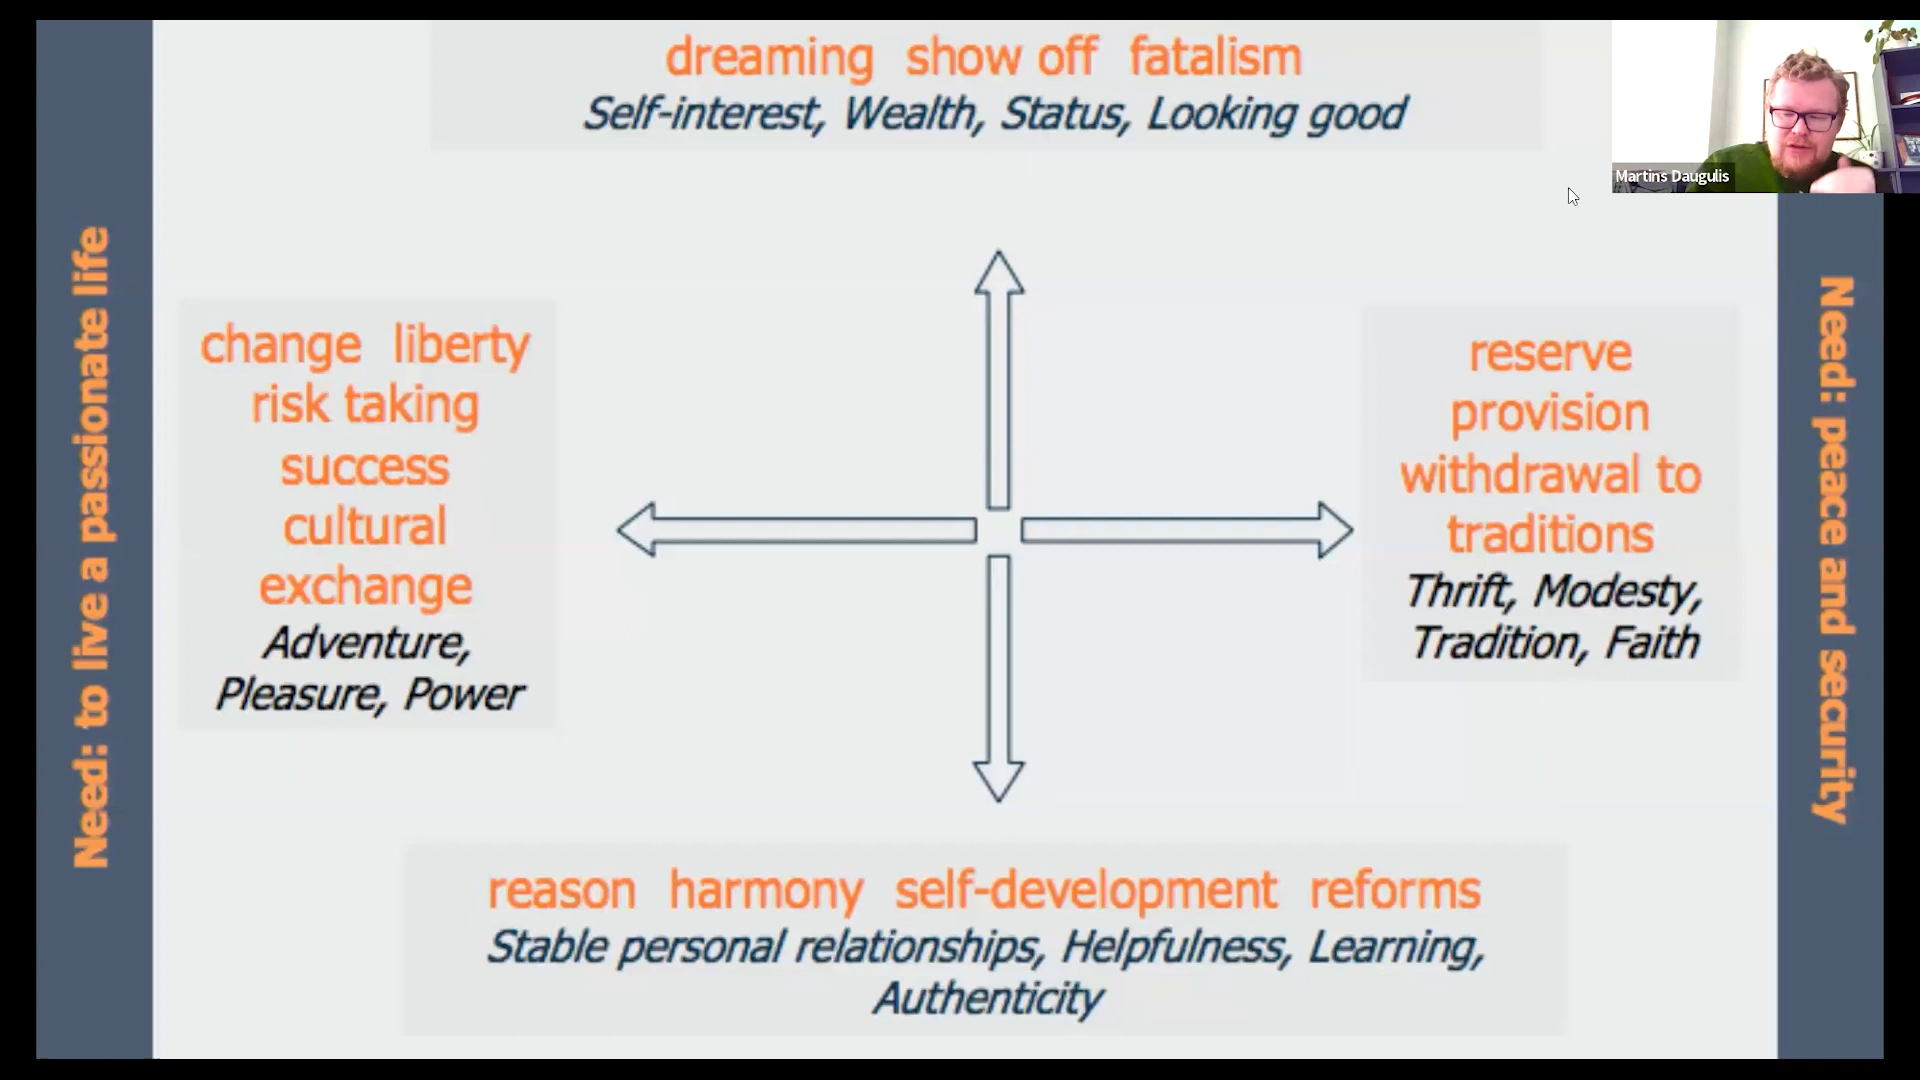 dreaming show off fatalism
Self-interest, Wealth, Status, Looking good
Martins Daugulis
Need: to live a passionate life
change liberty
risk taking
success
cultural
exchange
Adventure,
Pleasure, Power
reserve
provision
withdrawal to
traditions
Thrift, Modesty,
Tradition, Faith
Need: peace and security
reason harmony self-development reforms
Stable personal relationships, Helpfulness, Learning,
Authenticity